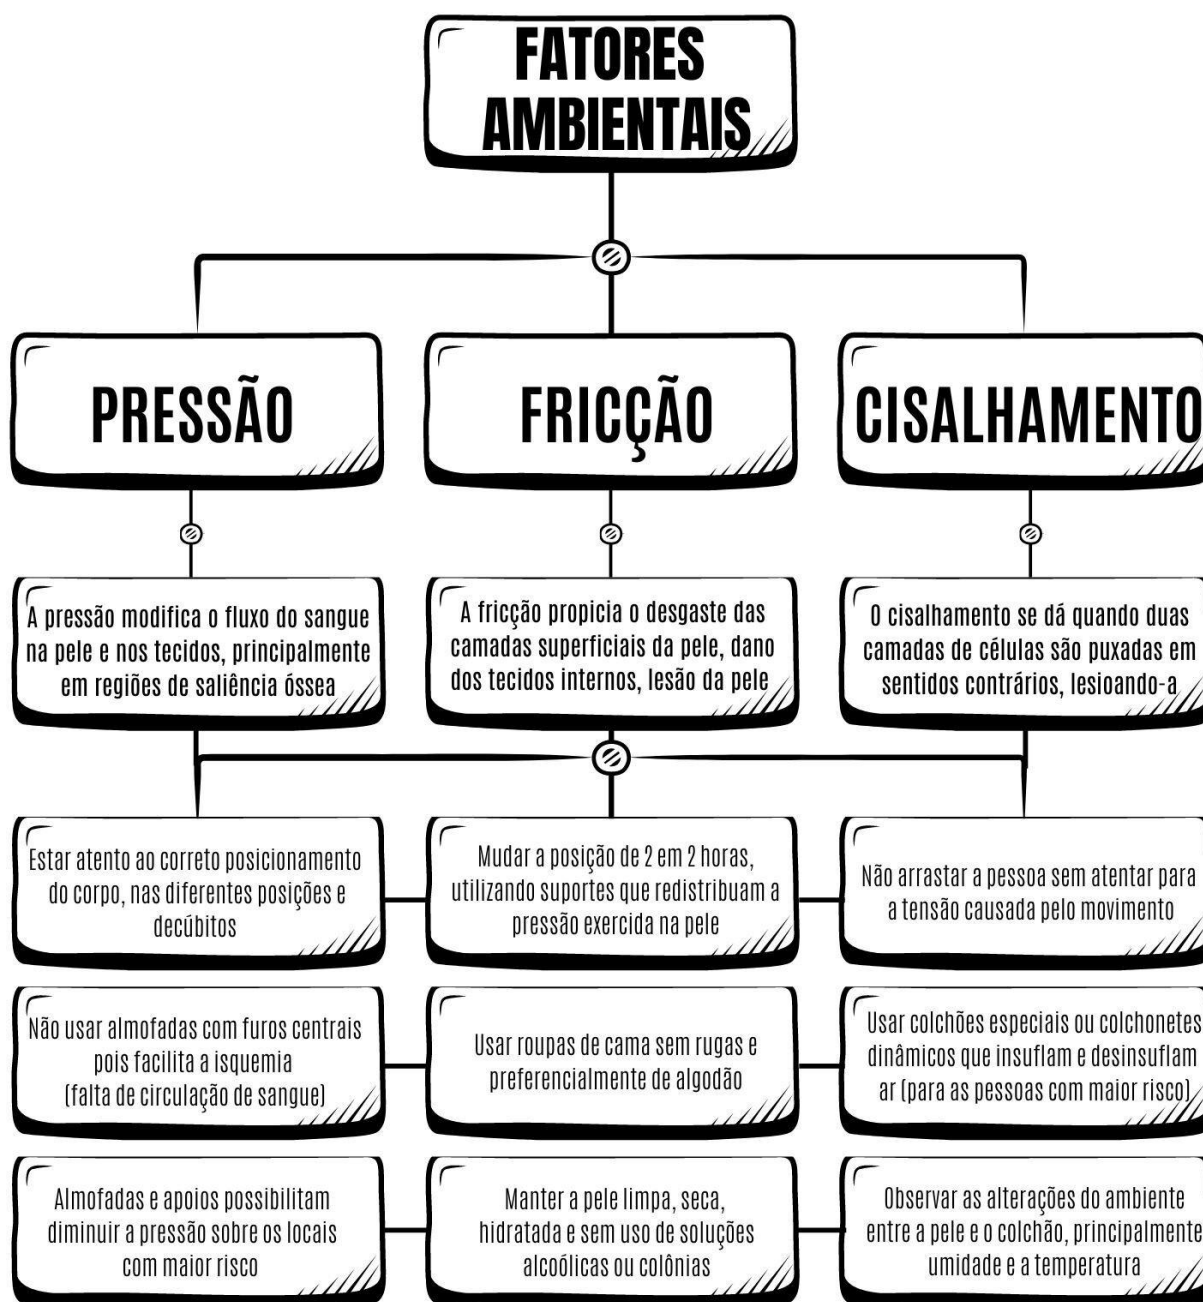 FATORES
AMBIENTAIS
PRESSÃO
FRICÇÃO
CISALHAMENTO
A pressão modifica o fluxo do sangue
na pele e nos tecidos, principalmente
em regiões de saliência óssea
A fricção propicia o desgaste das
camadas superficiais da pele, dano
dos tecidos internos, lesão da pele
O cisalhamento se dá quando duas
camadas de células são puxadas em
sentidos contrários, lesioando-a
Estar atento ao correto posicionamento
do corpo, nas diferentes posições e
decúbitos
Mudar a posição de 2 em 2 horas,
utilizando suportes que redistribuam a
pressão exercida na pele
Não arrastar a pessoa sem atentar para
a tensão causada pelo movimento
Não usar almofadas com furos centrais
pois facilita a isquemia
(falta de circulação de sangue)
Usar roupas de cama sem rugas e
preferencialmente de algodão
Usar colchões especiais ou colchonetes
dinâmicos que insuflam e desinsuflam
ar (para as pessoas com maior risco)
Almofadas e apoios possibilitam
diminuir a pressão sobre os locais
com maior risco
Manter a pele limpa, seca,
hidratada e sem uso de soluções
alcoólicas ou colônias
Observar as alterações do ambiente
entre a pele e o colchão, principalmente
umidade e a temperatura